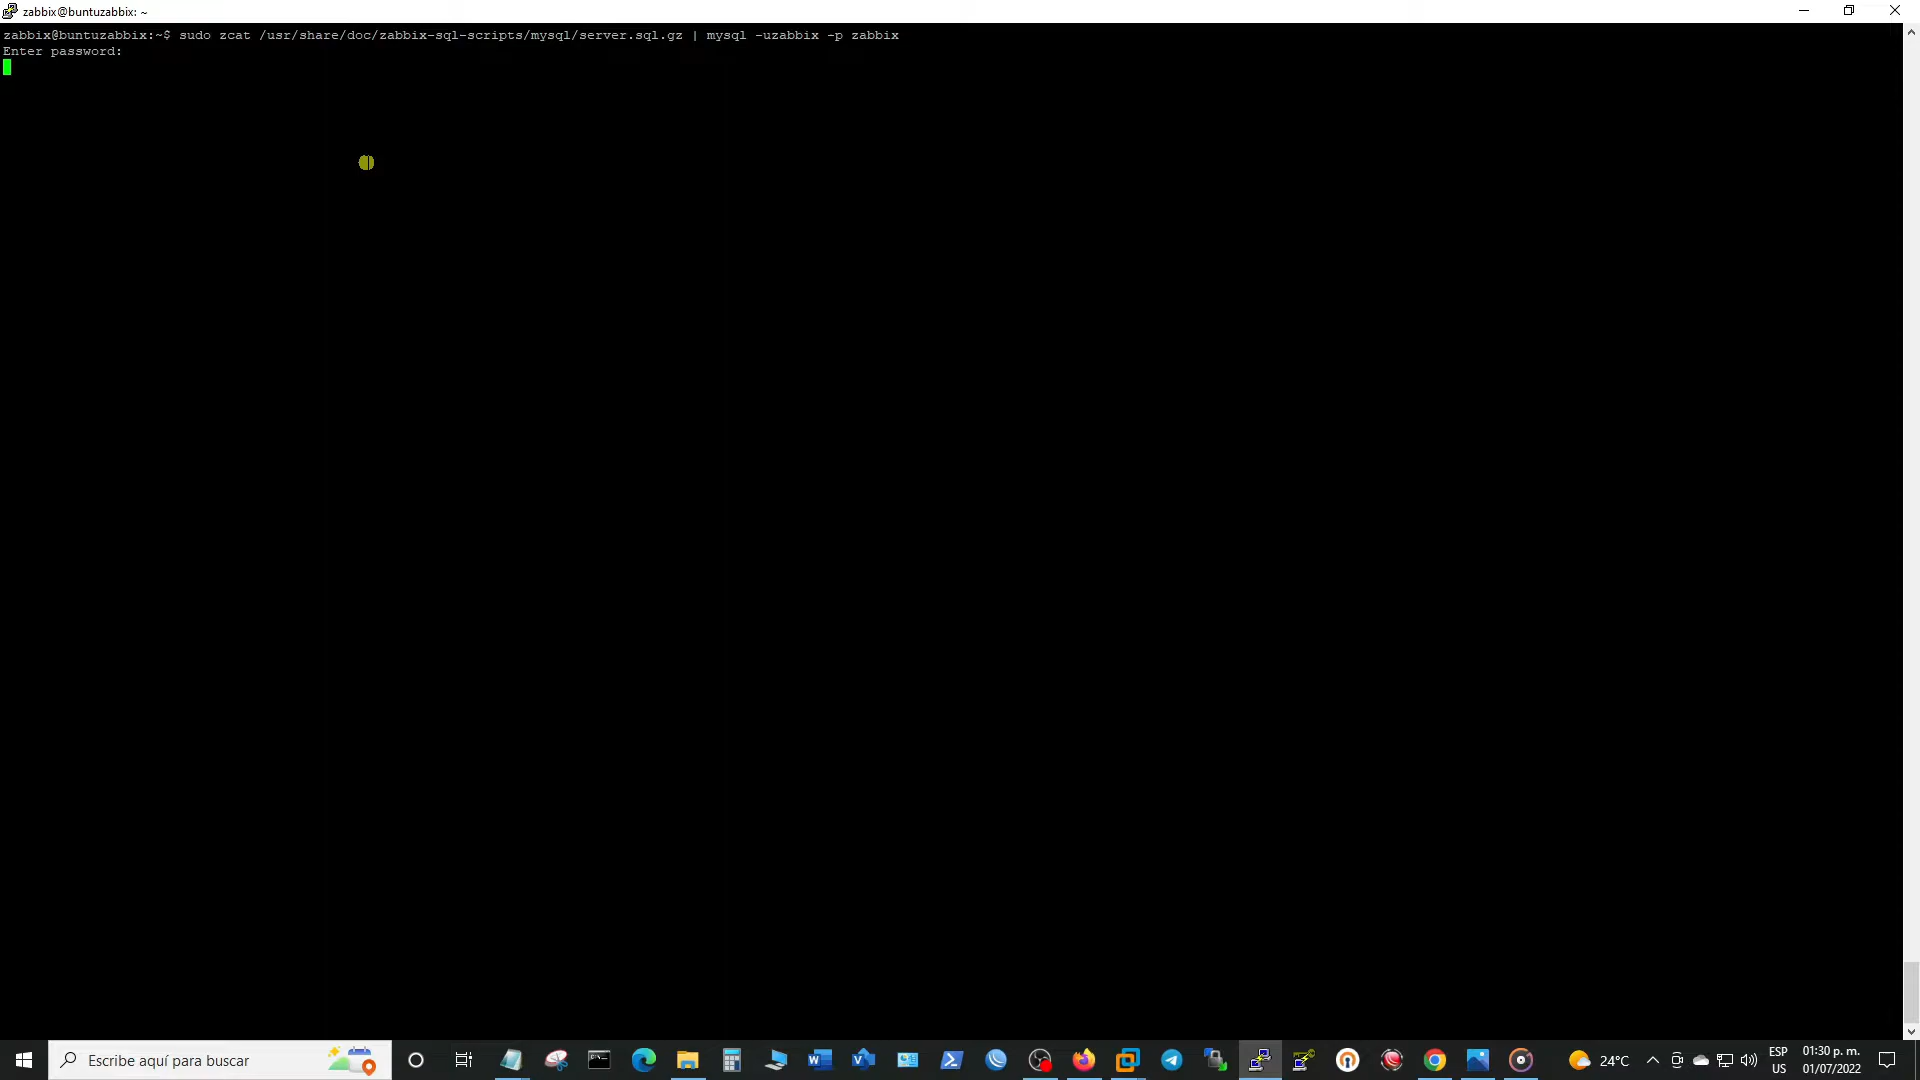 zabbix@buntuzabbix: ~
zabbix@buntuzabbix:~$ sudo zcat /usr/share/doc/zabbix-sql-scripts/mysql/server.sql.gz | mysql -uzabbix -p zabbix
Enter password:
Escribe aquí para buscar
24°C
ESP
US
01:30 p. m.
01/07/2022